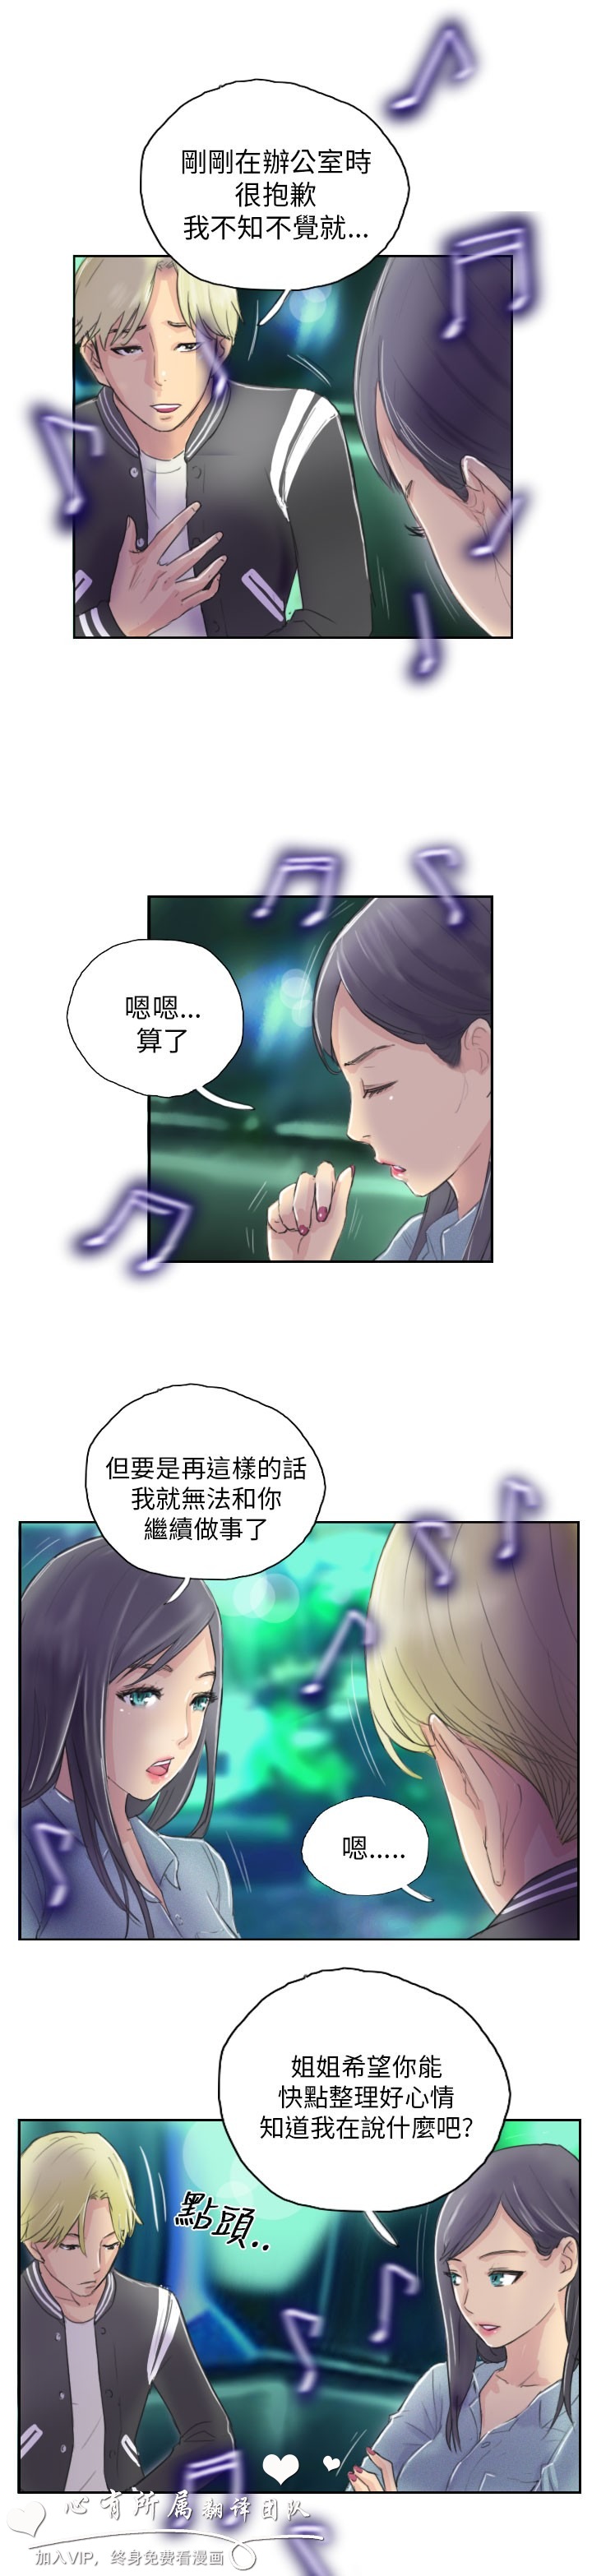 剛剛在辦公室時
很抱歉
我不知不覺就...
嗯嗯...
算了
但要是再這樣的話
我就無法和你
繼續做事了
嗯.....
姐姐希望你能
快點整理好心情
知道我在說什麼吧?
點頭..
心有所属翻译团队
加入VIP，终身免费看漫画